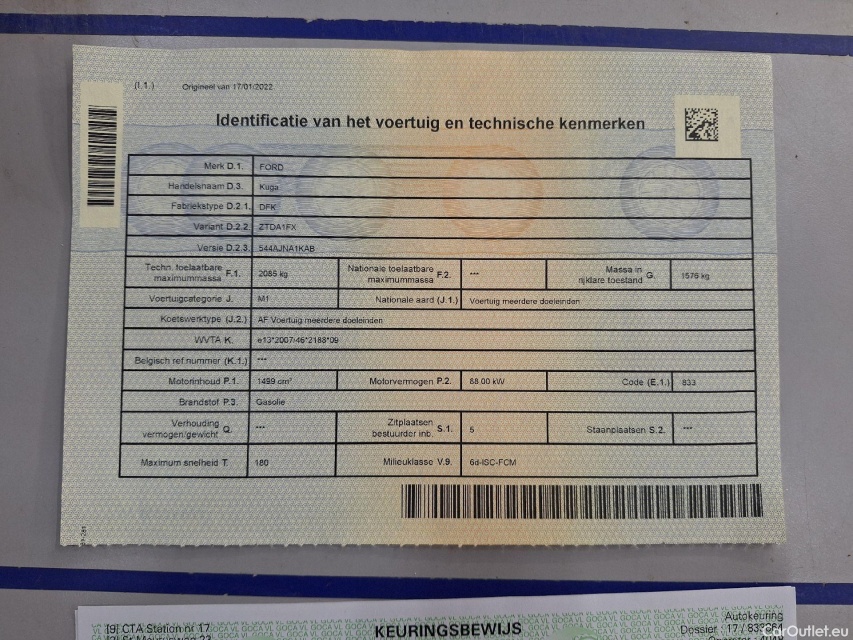 (I.1.) Origineel van 17/01/2022
Identificatie van het voertuig en technische kenmerken
Merk D.1. FORD
Handelsnaam D.3. Kuga
Fabriekstype D.2.1. DFK
Variant D.2.2 ZTDA1FX
Versie D.2.3. 544AJNA1KAB
Techn. toelaatbare maximummassa F.1. 2085 kg Nationale toelaatbare maximummassa F.2. --- Massa in rijklare toestand G. 1576 kg
Voertuigcategorie J. M1 Nationale aard (J.1.) Voertuig meerdere doeleinden
Koetswerktype (J.2.) AF Voertuig meerdere doeleinden
WVTA K. e13*2007/46*2188*09
Belgisch ref.nummer (K.1.) ---
Motorinhoud P.1. 1499 cm³ Motorvermogen P.2. 88.00 kW Code (E.1.) 833
Brandstof P.3. Gasolie
Verhouding vermogen/gewicht Q. --- Zitplaatsen bestuurder inb. S.1. 5 Staanplaatsen S.2. ---
Maximum snelheid T. 180 Milieuklasse V.9. 6d-ISC-FCM
[9] CTA Station nr 17 KEURINGSBEWIJS Autokeuring
Dossier : 17 /
CarOutlet.eu